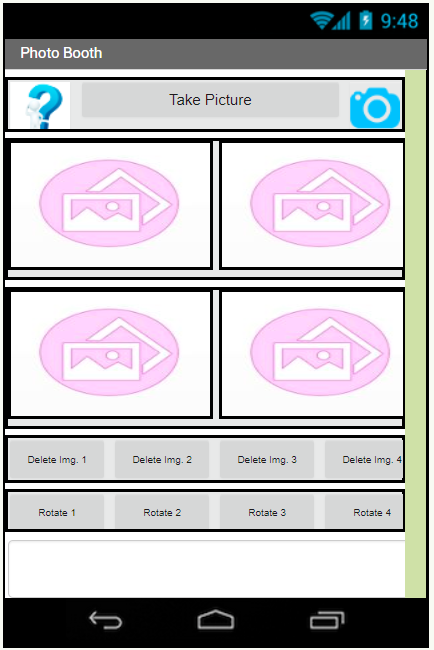 9:48
Photo Booth
Take Picture
Delete Img. 1 Delete Img. 2 Delete Img. 3 Delete Img. 4
Rotate 1 Rotate 2 Rotate 3 Rotate 4